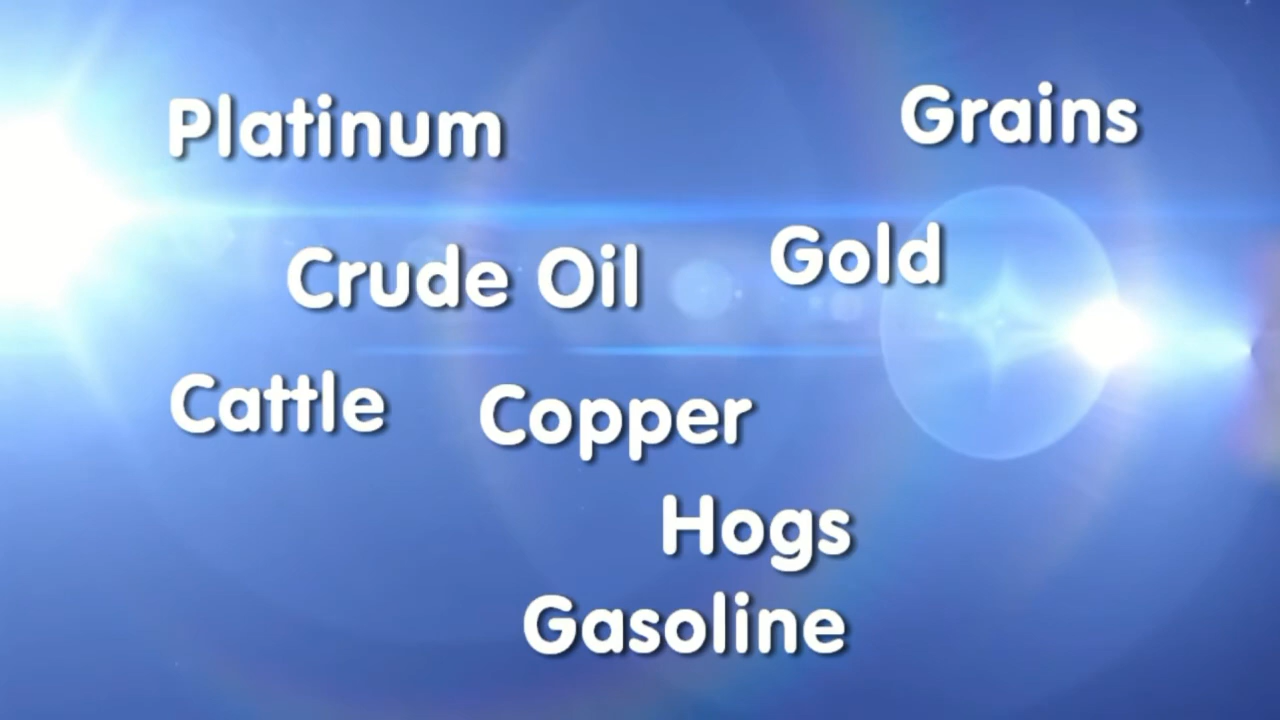 Platinum
Grains
Crude Oil
Gold
Cattle
Copper
Hogs
Gasoline